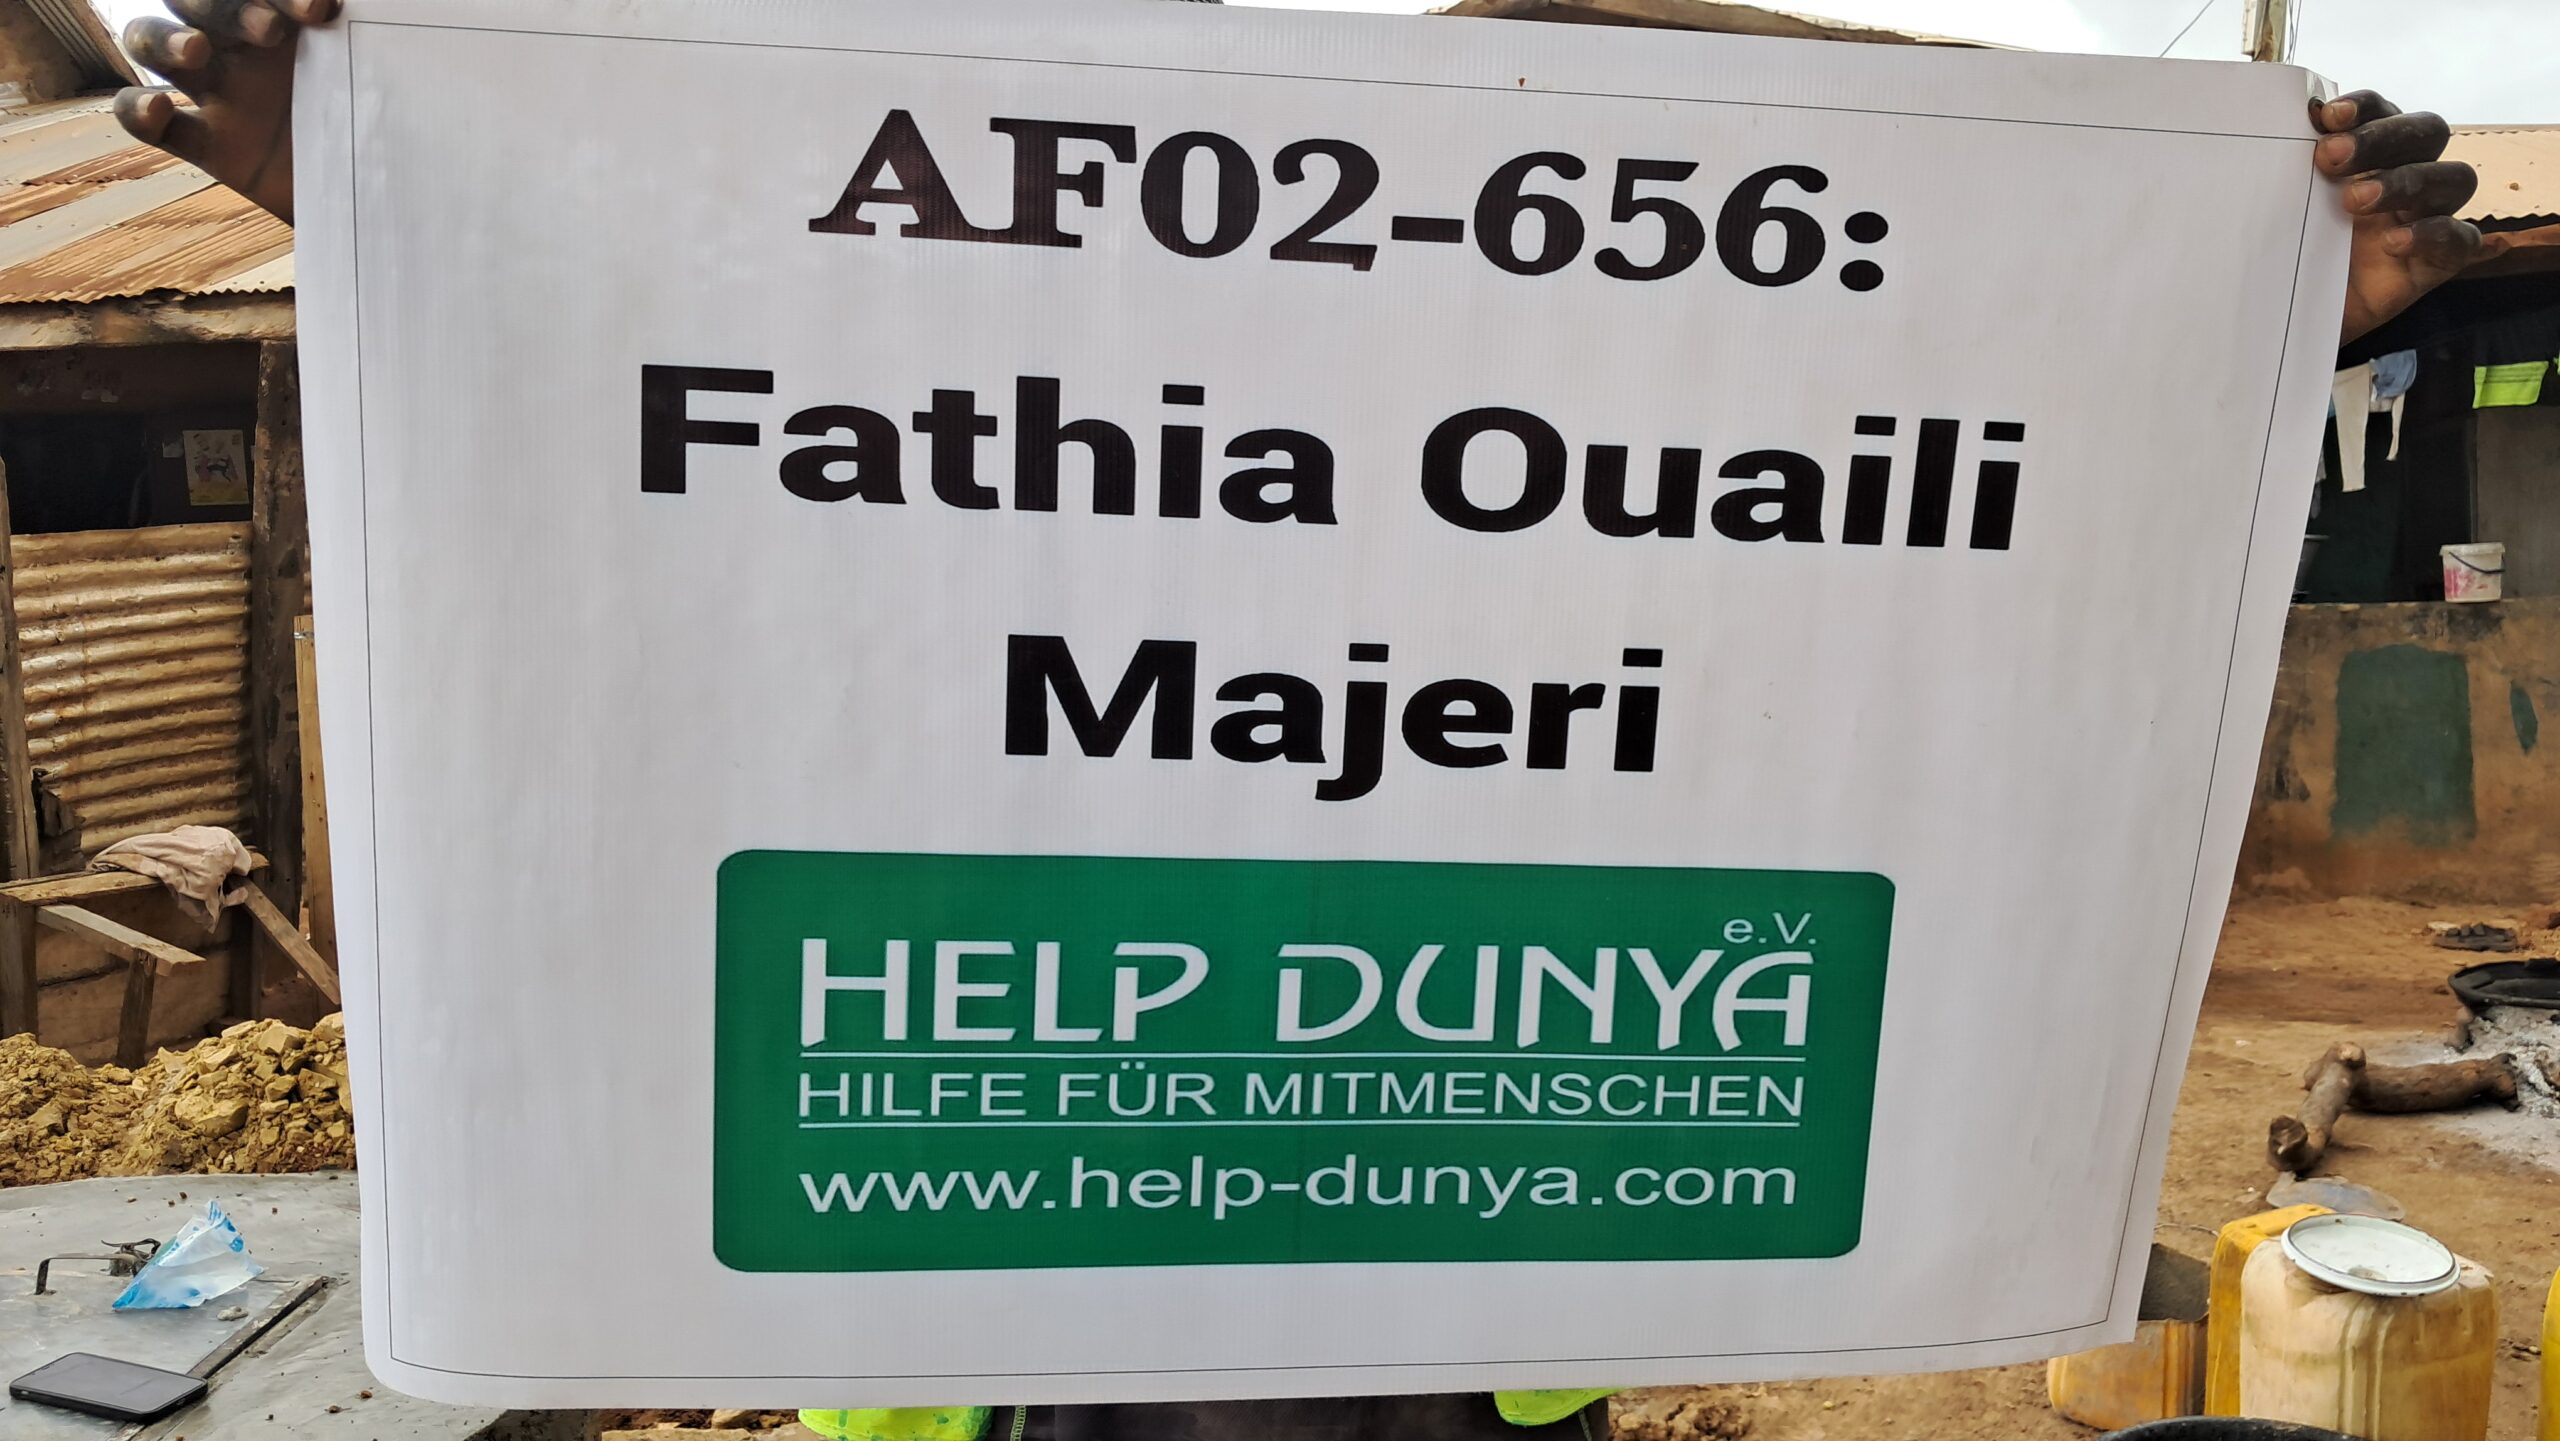 AF02-656:
Fathia Ouaili
Majeri
HELP DUNYA e.V.
HILFE FÜR MITMENSCHEN
www.help-dunya.com